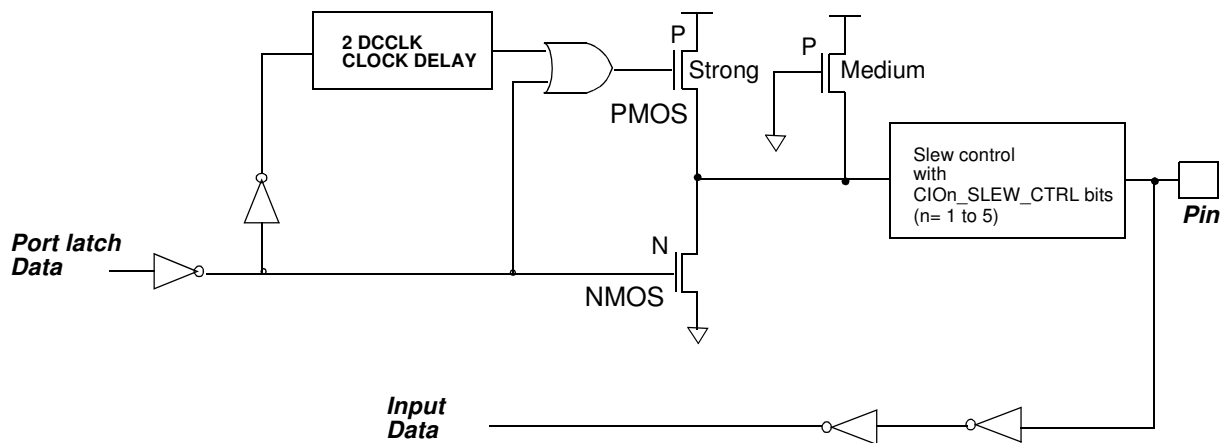 2 DCCLK
CLOCK DELAY
P
Strong
PMOS
P
Medium
Slew control
with
CIOn_SLEW_CTRL bits
(n= 1 to 5)
Pin
Port latch
Data
N
NMOS
Input
Data